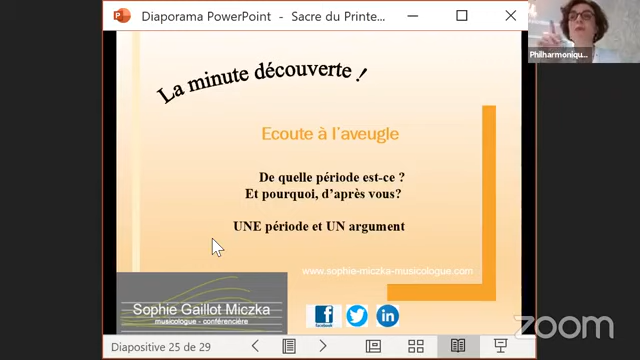 Diaporama PowerPoint - Sacre du Printe...
Philharmoniqu...
La minute découverte !
Ecoute à l'aveugle
De quelle période est-ce ?
Et pourquoi, d'après vous?
UNE période et UN argument
www.sophie-miczka-musicologue.com
Sophie Gaillot Miczka
musicologue - conférencière
facebook
Diapositive 25 de 29
zoom